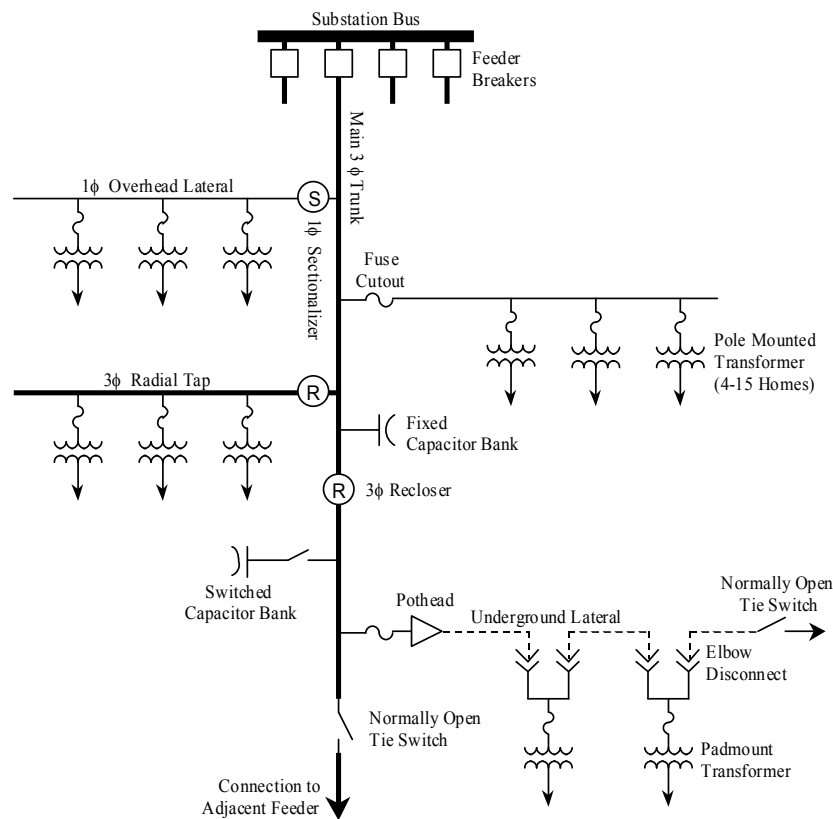 Substation Bus
Feeder
Breakers
Main 3 ϕ Trunk
1ϕ Overhead Lateral
S
1ϕ Sectionalizer
Fuse
Cutout
Pole Mounted
Transformer
(4-15 Homes)
3ϕ Radial Tap
R
Fixed
Capacitor Bank
R
3ϕ Recloser
Switched
Capacitor Bank
Pothead
Underground Lateral
Normally Open
Tie Switch
Elbow
Disconnect
Normally Open
Tie Switch
Padmount
Transformer
Connection to
Adjacent Feeder